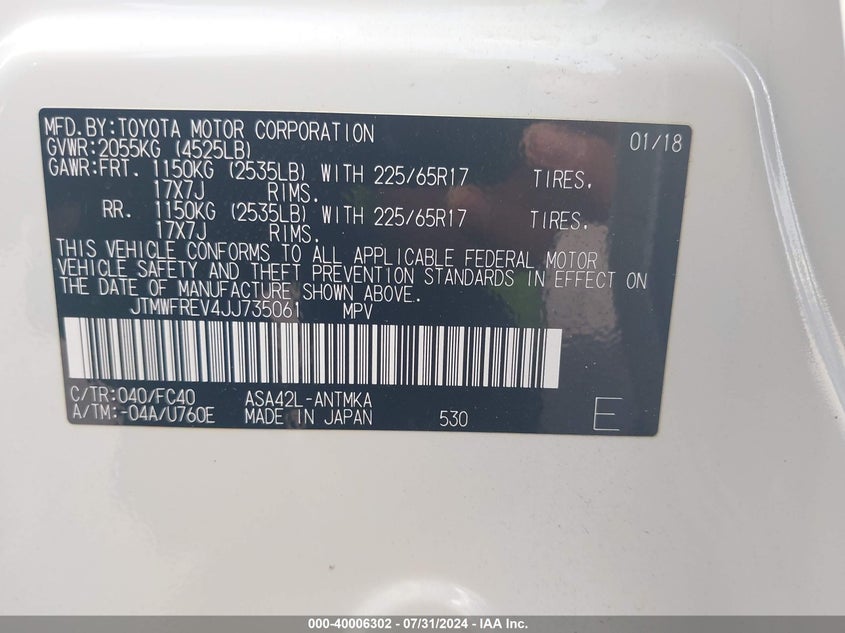 MFD.BY:TOYOTA MOTOR CORPORATION 01/18
GVWR:2055KG (4525LB)
GAWR:FRT. 1150KG (2535LB) WITH 225/65R17 TIRES,
17X7J RIMS.
RR. 1150KG (2535LB) WITH 225/65R17 TIRES,
17X7J RIMS.
THIS VEHICLE CONFORMS TO ALL APPLICABLE FEDERAL MOTOR
VEHICLE SAFETY AND THEFT PREVENTION STANDARDS IN EFFECT ON
THE DATE OF MANUFACTURE SHOWN ABOVE.
JTMWFREV4JJ735061 MPV
C/TR:040/FC40 ASA42L-ANTMKA
A/TM:-04A/U760E MADE IN JAPAN 530 E
000-40006302 - 07/31/2024 - IAA Inc.